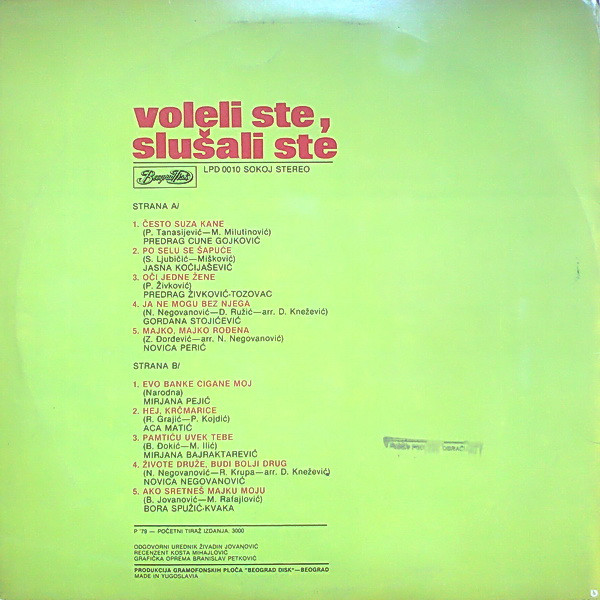 voleli ste,
slušali ste
Beograd Disk
LPD 0010 SOKOJ STEREO
STRANA A/
1. ČESTO SUZA KANE
(P. Tanasijević—M. Milutinović)
PREDRAG CUNE GOJKOVIĆ
2. PO SELU SE ŠAPUĆE
(S. Ljubičić—Mišković)
JASNA KOČIJAŠEVIĆ
3. OČI JEDNE ŽENE
(P. Živković)
PREDRAG ŽIVKOVIĆ-TOZOVAC
4. JA NE MOGU BEZ NJEGA
(N. Negovanović—D. Ružić—arr. D. Knežević)
GORDANA STOJIĆEVIĆ
5. MAJKO, MAJKO ROĐENA
(Z. Đorđević—arr. N. Negovanović)
NOVICA PERIĆ
STRANA B/
1. EVO BANKE CIGANE MOJ
(Narodna)
MIRJANA PEJIĆ
2. HEJ, KRČMARICE
(R. Grajić—P. Kojdić)
ACA MATIĆ
3. PAMTIĆU UVEK TEBE
(B. Đokić—M. Ilić)
MIRJANA BAJRAKTAREVIĆ
4. ŽIVOTE DRUŽE, BUDI BOLJI DRUG
(N. Negovanović—R. Krupa—arr. D. Knežević)
NOVICA NEGOVANOVIĆ
5. AKO SRETNEŠ MAJKU MOJU
(B. Jovanović—M. Rafajlović)
BORA SPUŽIĆ-KVAKA
P '78 — POČETNI TIRAŽ IZDANJA. 3000
ODGOVORNI UREDNIK ŽIVADIN JOVANOVIĆ
RECENZENT KOSTA MIHAJLOVIĆ
GRAFIČKA OPREMA BRANISLAV PETKOVIĆ
PRODUKCIJA GRAMOFONSKIH PLOČA "BEOGRAD DISK"—BEOGRAD
MADE IN YUGOSLAVIA